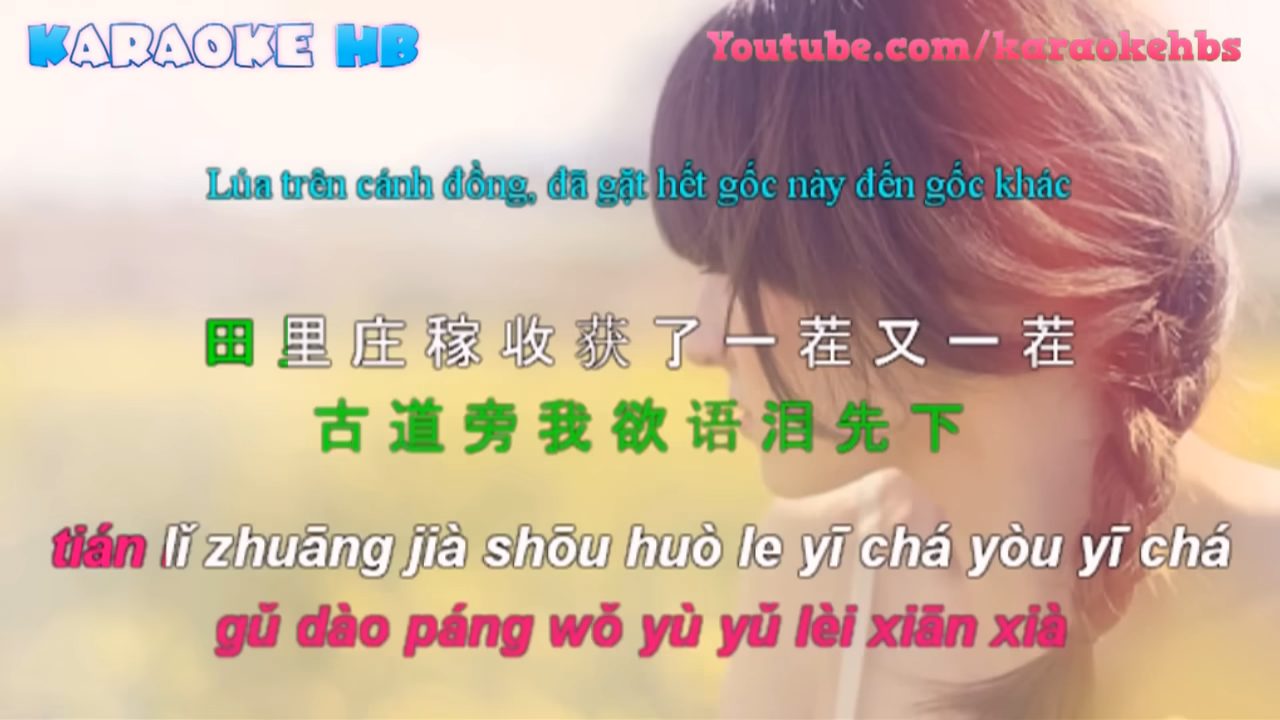 KARAOKE HB
Youtube.com/karaokehbs
Lúa trên cánh đồng, đã gặt hết gốc này đến gốc khác
田里庄稼收获了一茬又一茬
古道旁我欲语泪先下
tián lǐ zhuāng jià shōu huò le yī chá yòu yī chá
gǔ dào páng wǒ yù yǔ lèi xiān xià